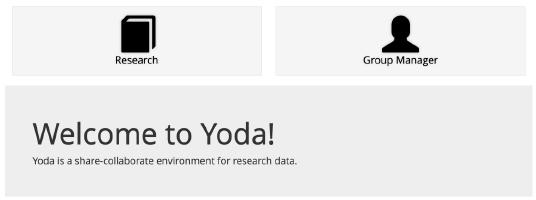 Research
Group Manager
Welcome to Yoda!
Yoda is a share-collaborate environment for research data.